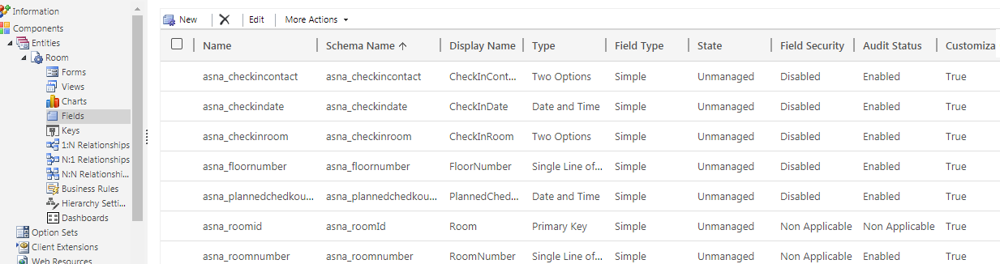 Information
Components
Entities
Room
Forms
Views
Charts
Fields
Keys
1:N Relationships
N:1 Relationships
N:N Relationshi...
Business Rules
Hierarchy Setti...
Dashboards
Option Sets
Client Extensions
Web Resources
New Edit More Actions
Name Schema Name Display Name Type Field Type State Field Security Audit Status Customiza
asna_checkincontact asna_checkincontact CheckInCont... Two Options Simple Unmanaged Disabled Enabled True
asna_checkindate asna_checkindate CheckInDate Date and Time Simple Unmanaged Disabled Enabled True
asna_checkinroom asna_checkinroom CheckInRoom Two Options Simple Unmanaged Disabled Enabled True
asna_floornumber asna_floornumber FloorNumber Single Line of... Simple Unmanaged Disabled Enabled True
asna_plannedchedkou... asna_plannedchedkou... PlannedChed... Date and Time Simple Unmanaged Disabled Enabled True
asna_roomid asna_roomId Room Primary Key Simple Unmanaged Non Applicable Non Applicable True
asna_roomnumber asna_roomnumber RoomNumber Single Line of... Simple Unmanaged Disabled Enabled True